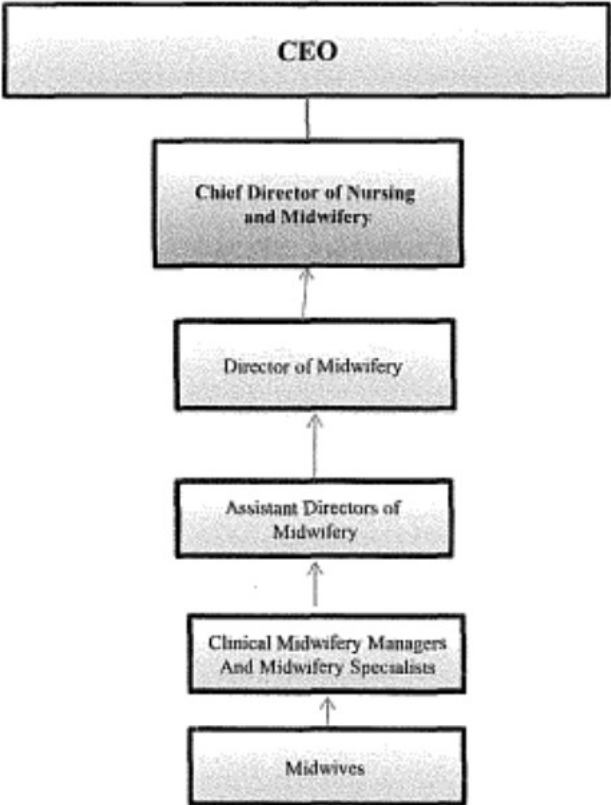 CEO
Chief Director of Nursing
and Midwifery
Director of Midwifery
Assistant Directors of
Midwifery
Clinical Midwifery Managers
And Midwifery Specialists
Midwives